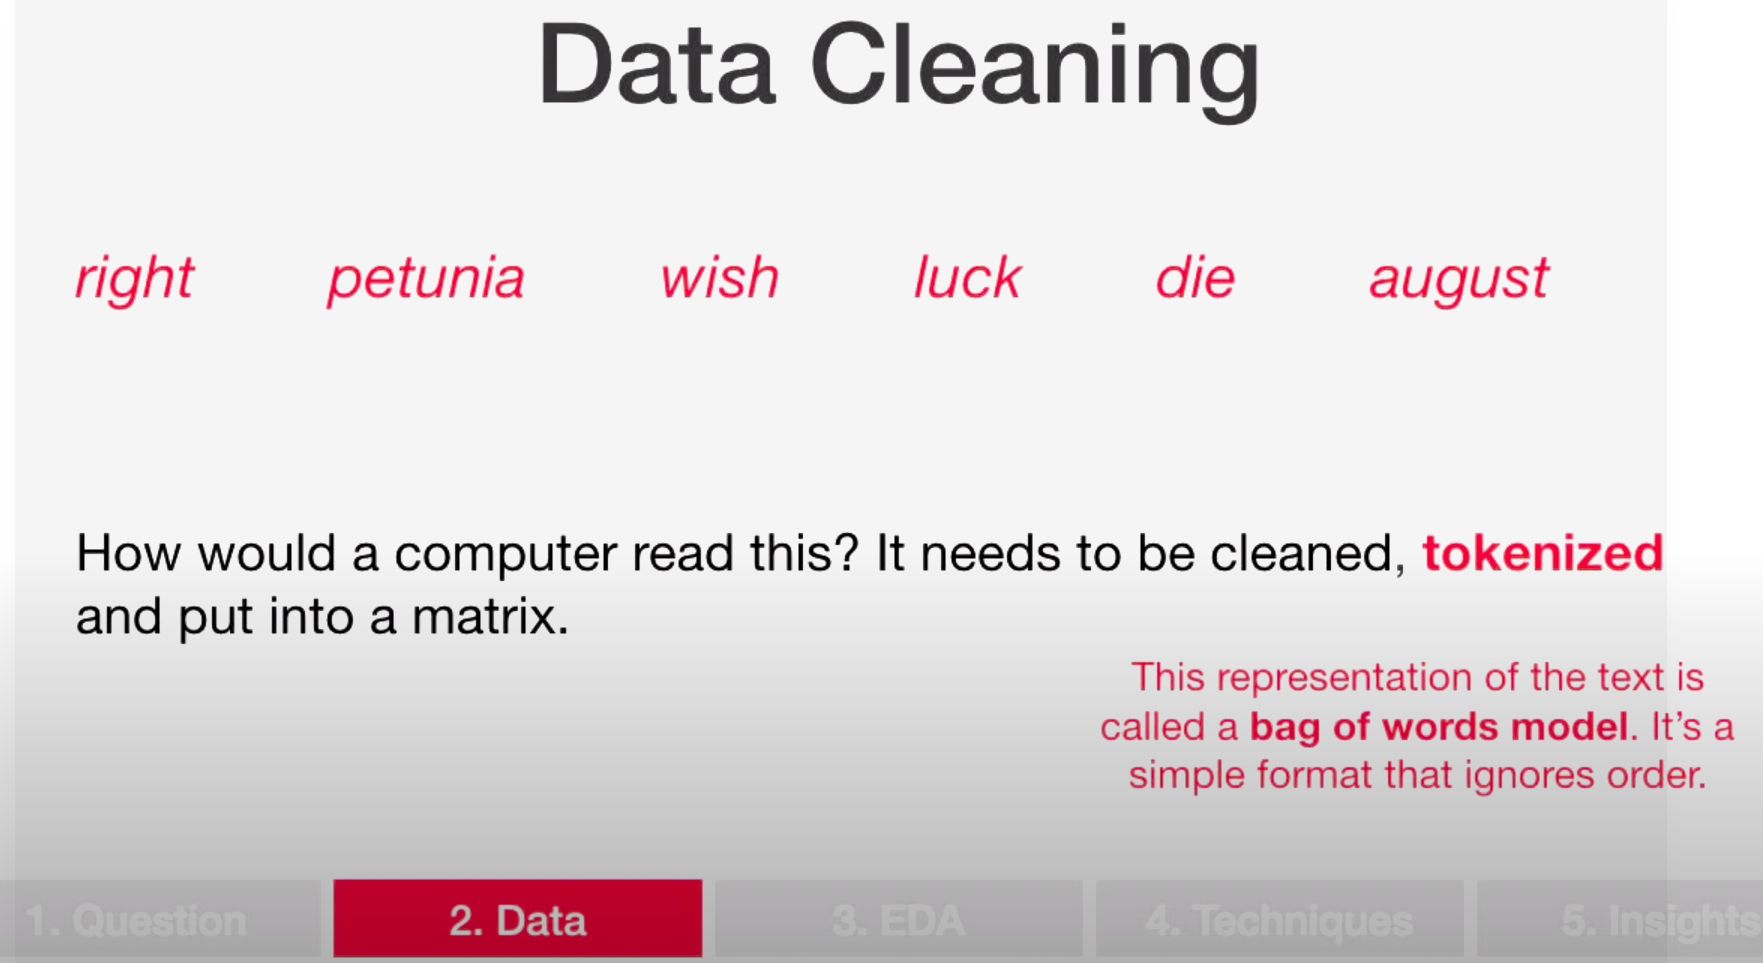 Data Cleaning
right petunia wish luck die august
How would a computer read this? It needs to be cleaned, tokenized
and put into a matrix.
This representation of the text is
called a bag of words model. It's a
simple format that ignores order.
1. Question 2. Data 3. EDA 4. Techniques 5. Insights